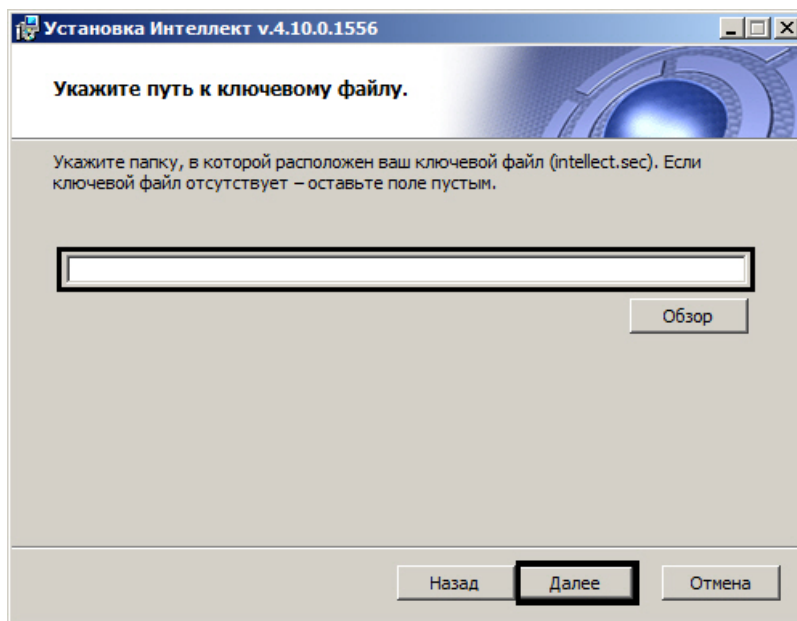 Установка Интеллект v.4.10.0.1556
Укажите путь к ключевому файлу.
Укажите папку, в которой расположен ваш ключевой файл (intellect.sec). Если
ключевой файл отсутствует – оставьте поле пустым.
Обзор
Назад
Далее
Отмена